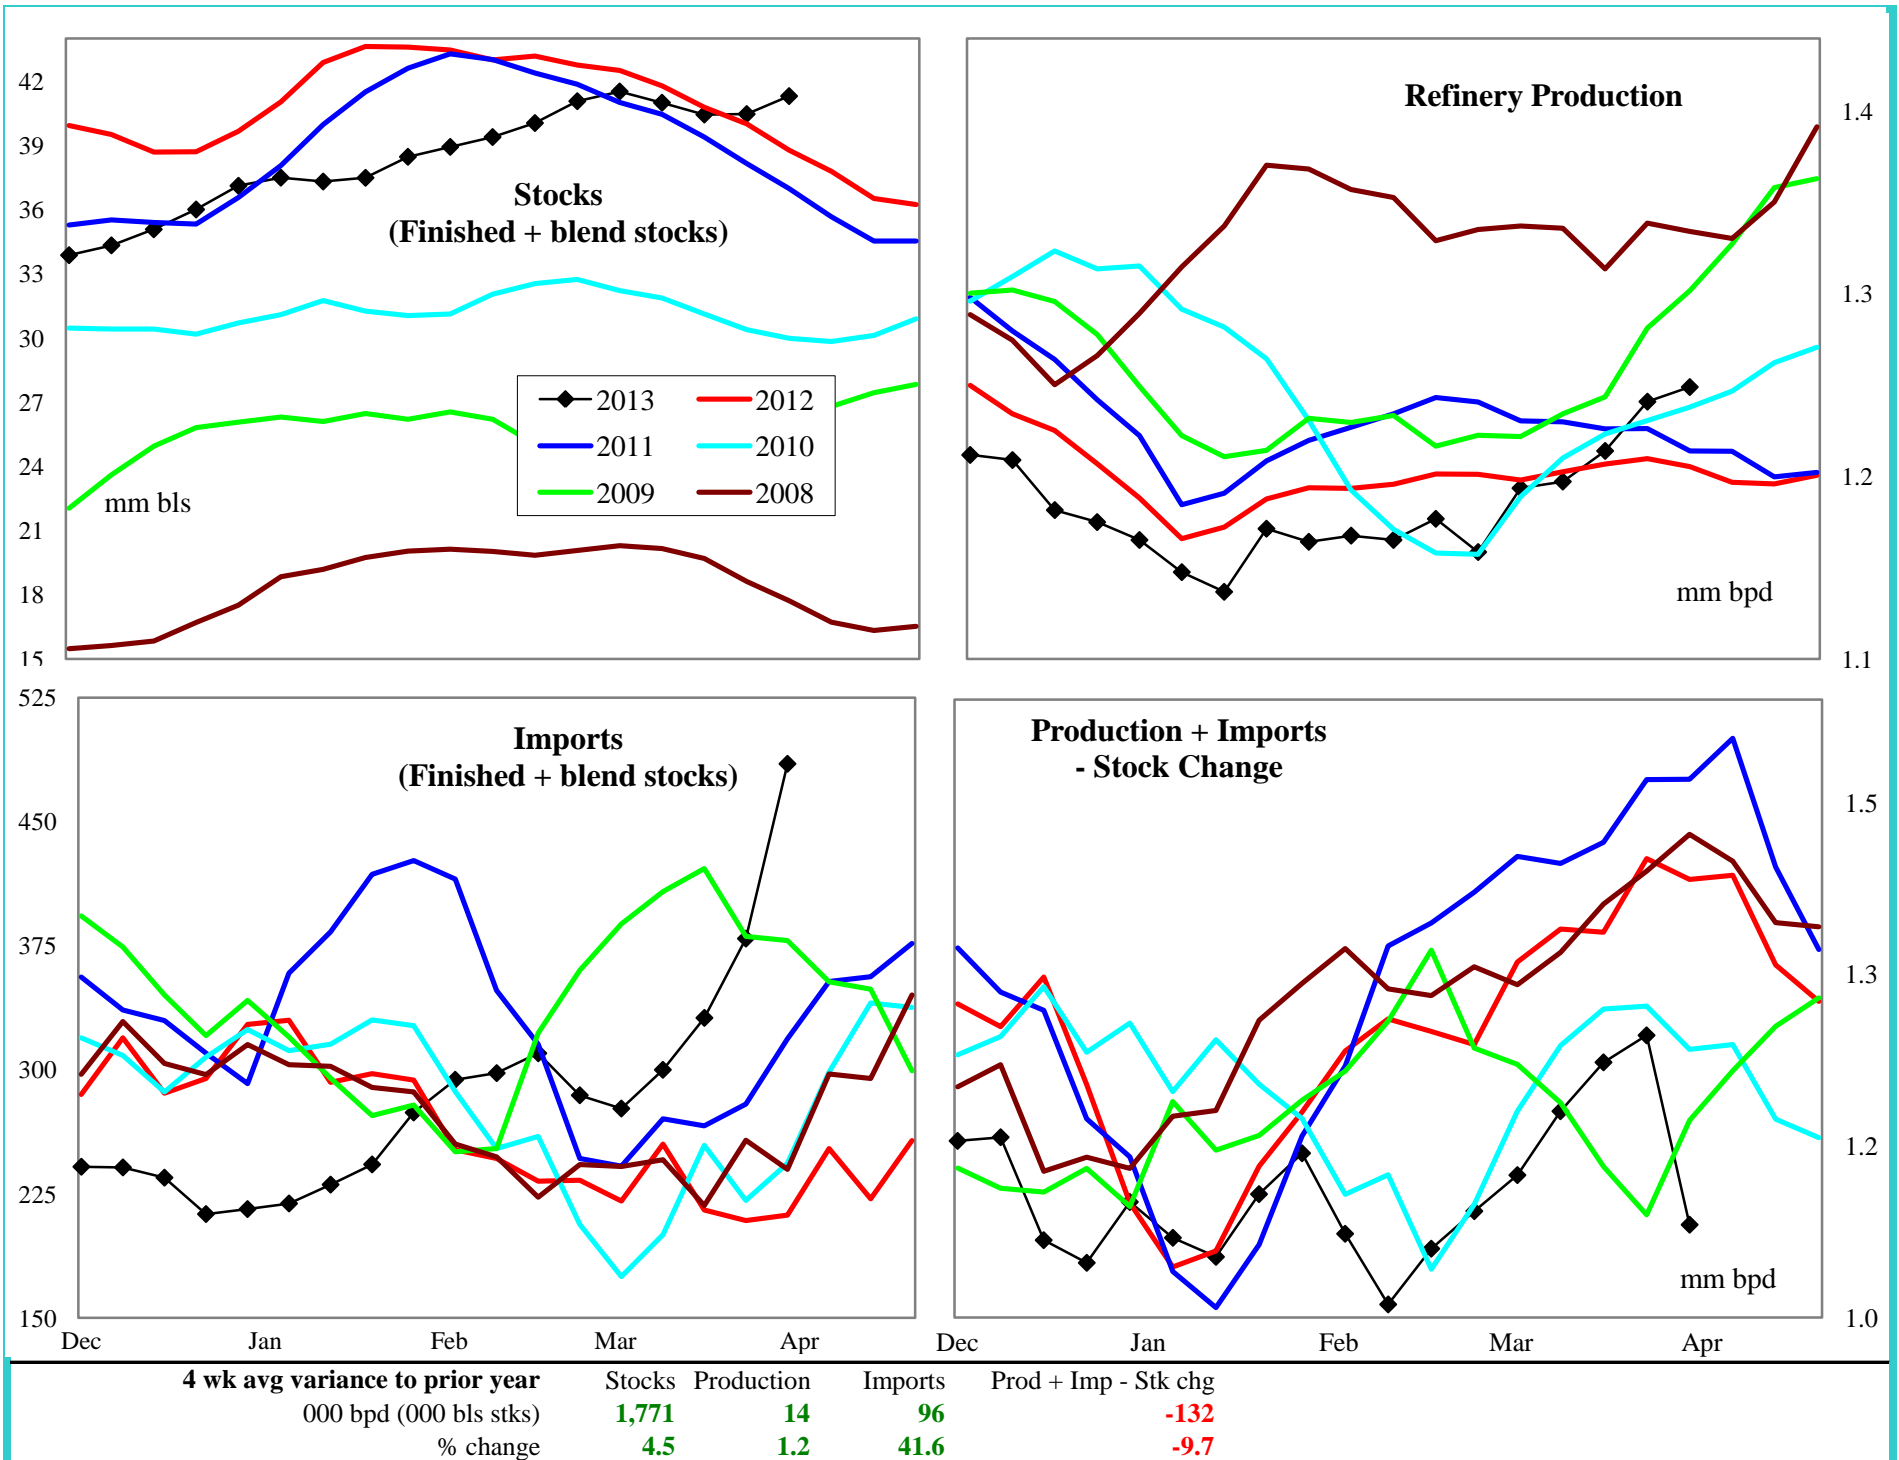 42
39
36
33
30
27
24
21
18
15
Stocks
(Finished + blend stocks)
mm bls
2013 2012
2011 2010
2009 2008
Refinery Production
mm bpd
1.4
1.3
1.2
1.1
525
450
375
300
225
150
Imports
(Finished + blend stocks)
Dec Jan Feb Mar Apr
Production + Imports
- Stock Change
mm bpd
1.5
1.3
1.2
1.0
Dec Jan Feb Mar Apr
4 wk avg variance to prior year Stocks Production Imports Prod + Imp - Stk chg
000 bpd (000 bls stks) 1,771 14 96 -132
% change 4.5 1.2 41.6 -9.7